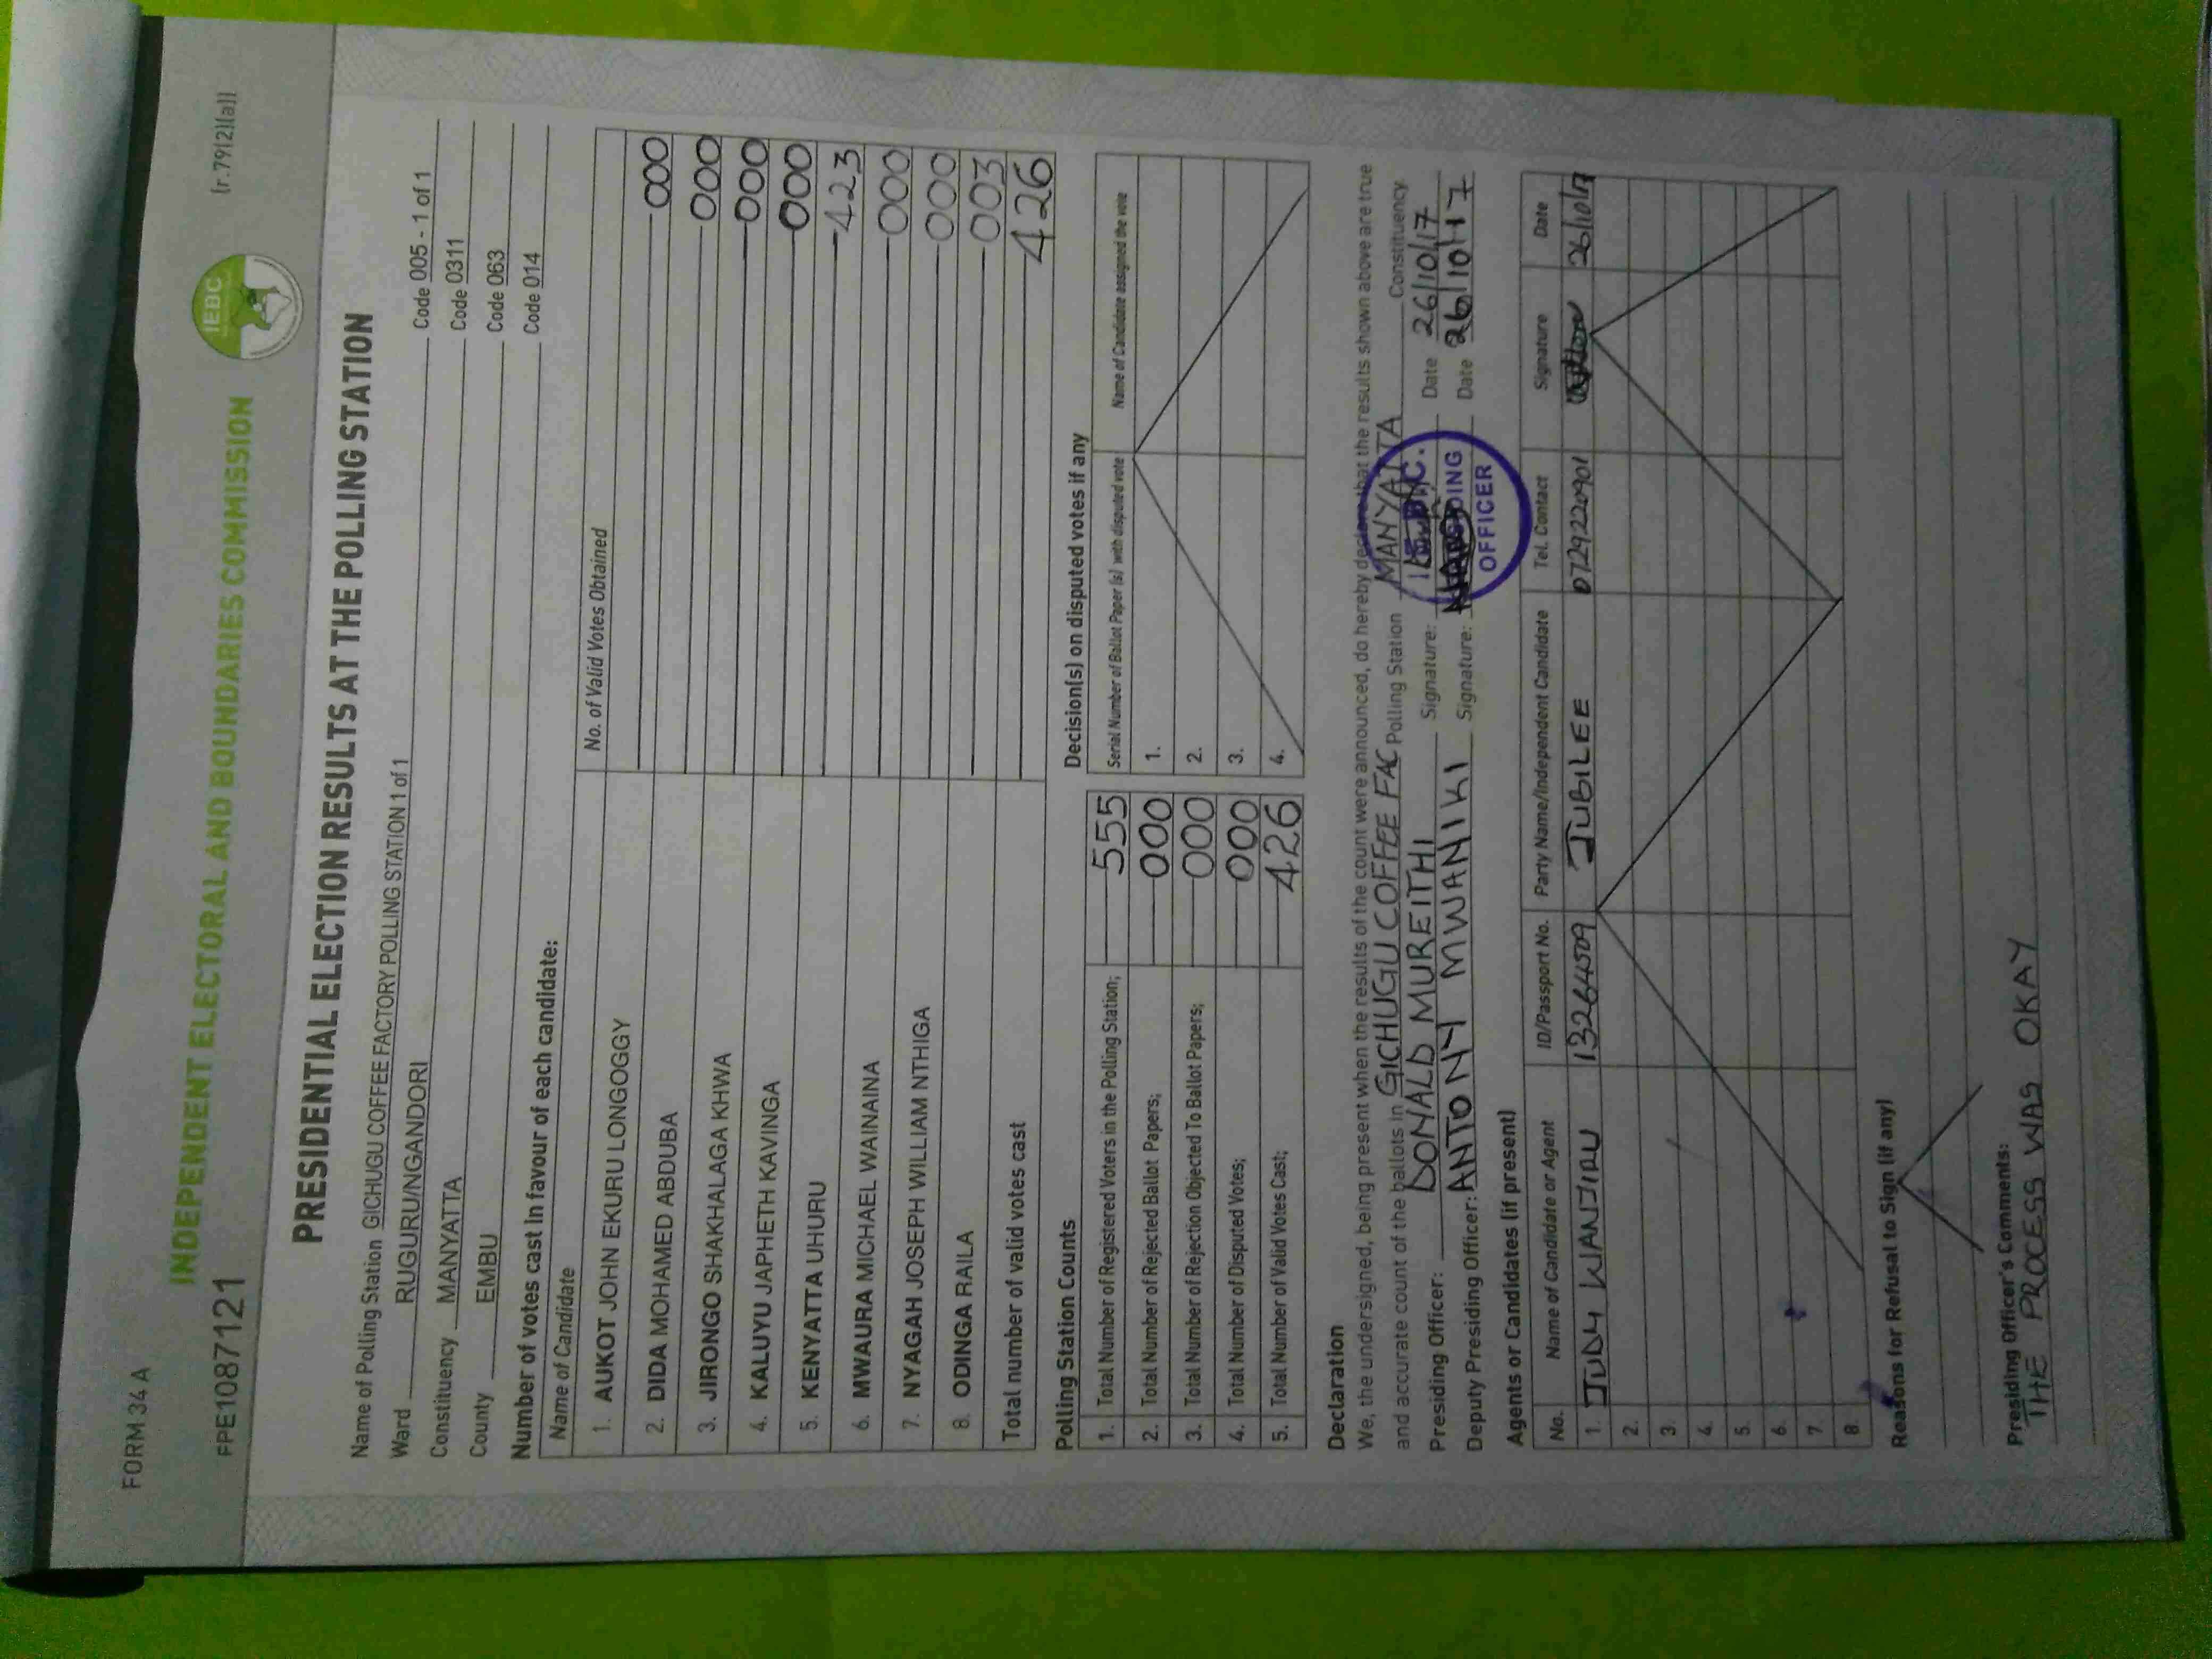 FORM 34 A
[r.79(2)(a)]
IEBC
INDEPENDENT ELECTORAL AND BOUNDARIES COMMISSION
FPE1087121
PRESIDENTIAL ELECTION RESULTS AT THE POLLING STATION
Name of Polling Station GICHUGU COFFEE FACTORY POLLING STATION 1 of 1 Code 005 - 1 of 1
Ward RUGURU/NGANDORI Code 0311
Constituency MANYATTA Code 063
County EMBU Code 014
Number of votes cast in favour of each candidate:
Name of Candidate No. of Valid Votes Obtained
1. AUKOT JOHN EKURU LONGOGGY 000
2. DIDA MOHAMED ABDUBA 000
3. JIRONGO SHAKHALAGA KHWA 000
4. KALUYU JAPHETH KAVINGA 000
5. KENYATTA UHURU 423
6. MWAURA MICHAEL WAINAINA 000
7. NYAGAH JOSEPH WILLIAM NTHIGA 000
8. ODINGA RAILA 003
Total number of valid votes cast 426
Polling Station Counts
1. Total Number of Registered Voters in the Polling Station; 555
2. Total Number of Rejected Ballot Papers; 000
3. Total Number of Rejection Objected To Ballot Papers; 000
4. Total Number of Disputed Votes; 000
5. Total Number of Valid Votes Cast; 426
Decision(s) on disputed votes if any
Serial Number of Ballot Paper (s) with disputed vote Name of Candidate assigned the vote
1.
2.
3.
4.
Declaration
We, the undersigned, being present when the results of the count were announced, do hereby declare that the results shown above are true
and accurate count of the ballots in GICHUGU COFFEE FAC Polling Station MANYATTA Constituency.
Presiding Officer: DONALD MUREITHI Signature: Date 26/10/17
Deputy Presiding Officer: ANTONY MWANIKI Signature: Date 26/10/17
OFFICER
Agents or Candidates (if present)
No. Name of Candidate or Agent ID/Passport No. Party Name/Independent Candidate Tel. Contact Signature Date
1. JUDY WANJIRU 13264509 JUBILEE 0729220901 26/10/17
2.
3.
4.
5.
6.
7.
8.
Reasons for Refusal to Sign (if any)
Presiding Officer's Comments:
THE PROCESS WAS OKAY